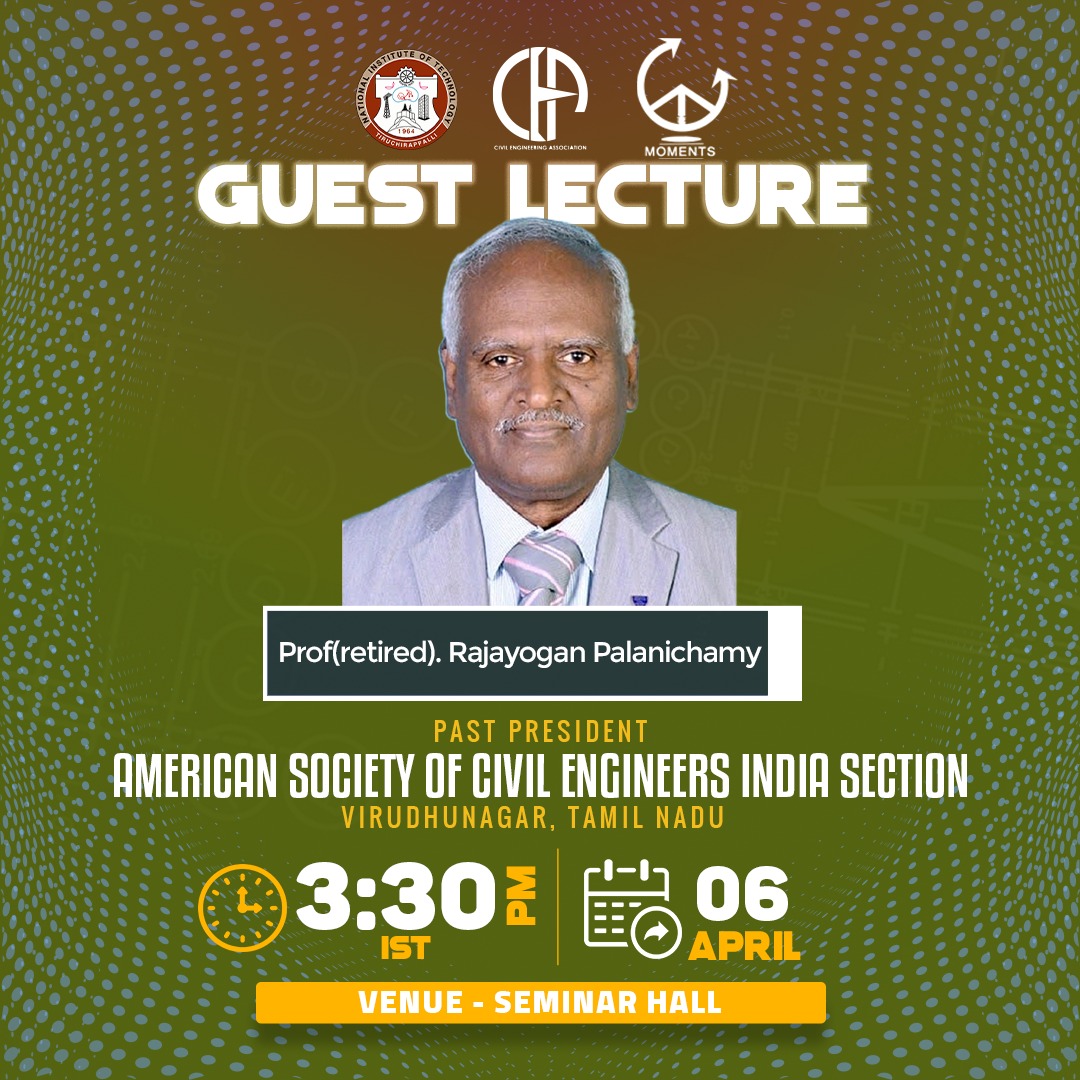 NATIONAL INSTITUTE OF TECHNOLOGY
1964
TIRUCHIRAPPALLI
CIVIL ENGINEERING ASSOCIATION
MOMENTS
GUEST LECTURE
Prof(retired). Rajayogan Palanichamy
PAST PRESIDENT
AMERICAN SOCIETY OF CIVIL ENGINEERS INDIA SECTION
VIRUDHUNAGAR, TAMIL NADU
3:30 PM
IST
06
APRIL
VENUE - SEMINAR HALL